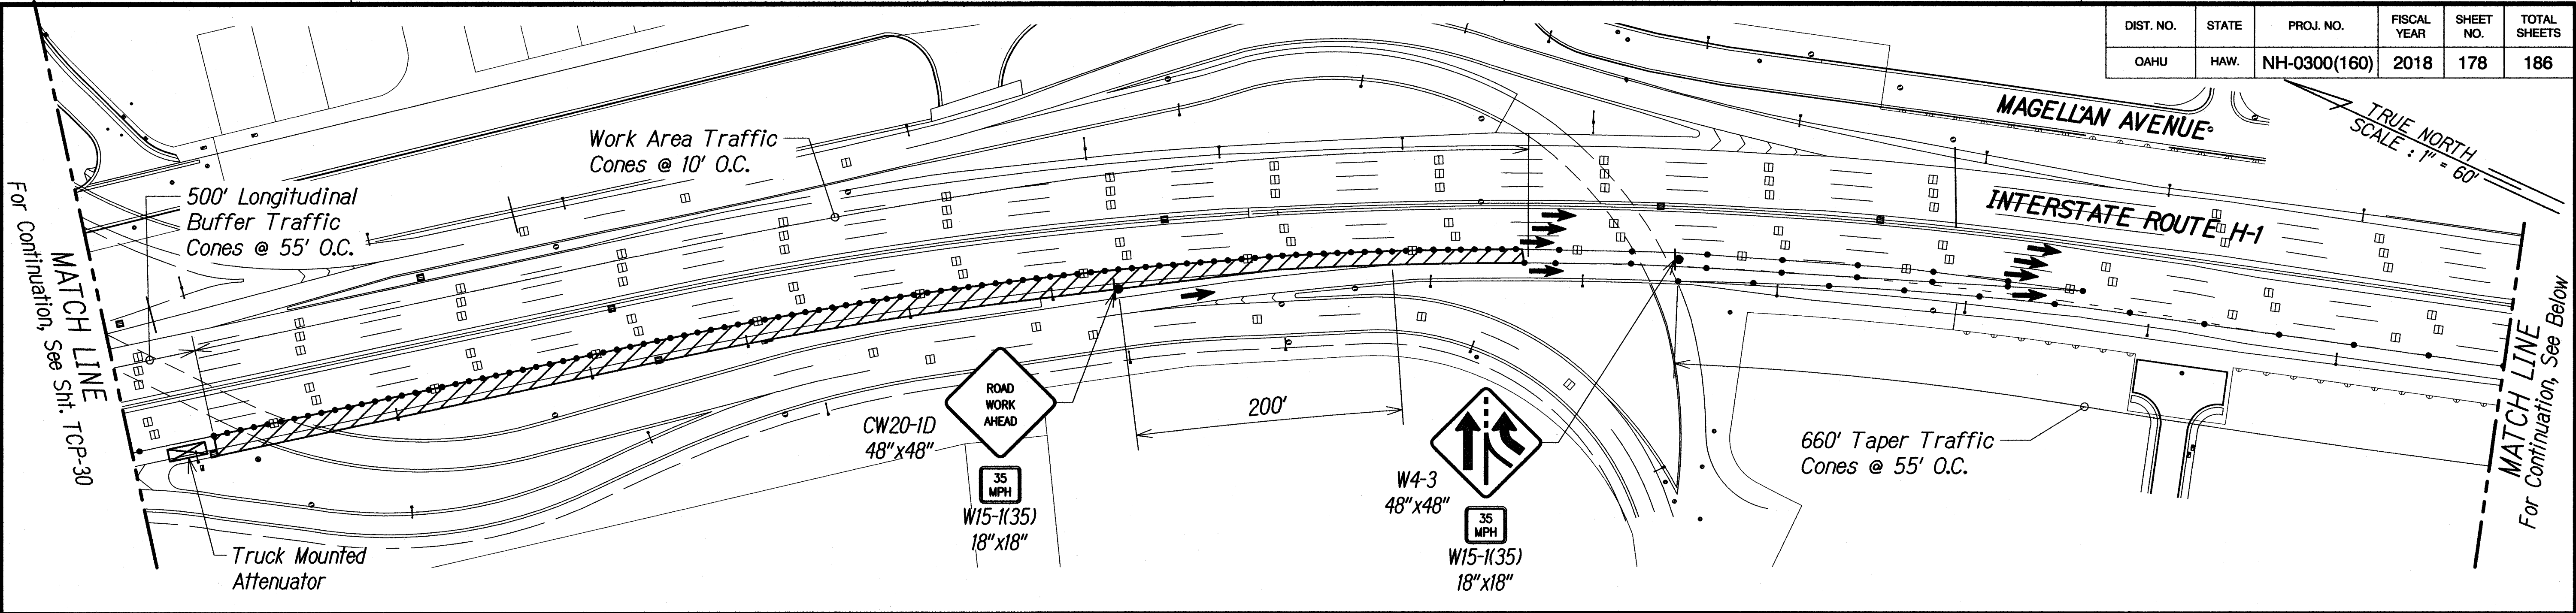 DIST. NO. STATE PROJ. NO. FISCAL YEAR SHEET NO. TOTAL SHEETS
OAHU HAW. NH-0300(160) 2018 178 186
TRUE NORTH
SCALE : 1" = 60'
MAGELLAN AVENUE
INTERSTATE ROUTE H-1
Work Area Traffic
Cones @ 10' O.C.
500' Longitudinal
Buffer Traffic
Cones @ 55' O.C.
MATCH LINE
For Continuation, See Sht. TCP-30
Truck Mounted
Attenuator
ROAD
WORK
AHEAD
CW20-1D
48"x48"
35
MPH
W15-1(35)
18"x18"
200'
W4-3
48"x48"
35
MPH
W15-1(35)
18"x18"
660' Taper Traffic
Cones @ 55' O.C.
MATCH LINE
For Continuation, See Below